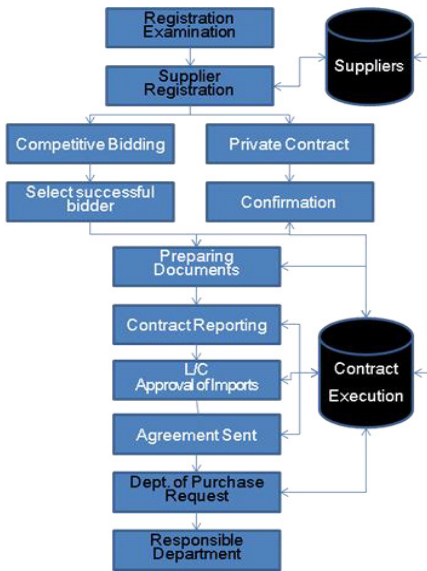 Registration
Examination
Supplier
Registration
Suppliers
Competitive Bidding
Private Contract
Select successful
bidder
Confirmation
Preparing
Documents
Contract Reporting
L/C
Approval of Imports
Contract
Execution
Agreement Sent
Dept. of Purchase
Request
Responsible
Department